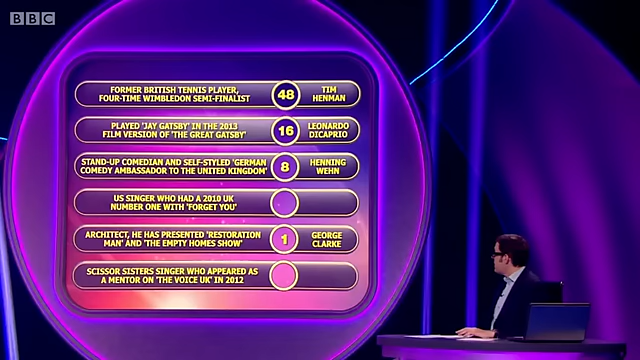 BBC
FORMER BRITISH TENNIS PLAYER,
FOUR-TIME WIMBLEDON SEMI-FINALIST
48
TIM
HENMAN
PLAYED 'JAY GATSBY' IN THE 2013
FILM VERSION OF 'THE GREAT GATSBY'
16
LEONARDO
DICAPRIO
STAND-UP COMEDIAN AND SELF-STYLED 'GERMAN
COMEDY AMBASSADOR TO THE UNITED KINGDOM'
8
HENNING
WEHN
US SINGER WHO HAD A 2010 UK
NUMBER ONE WITH 'FORGET YOU'
ARCHITECT, HE HAS PRESENTED 'RESTORATION
MAN' AND 'THE EMPTY HOMES SHOW'
1
GEORGE
CLARKE
SCISSOR SISTERS SINGER WHO APPEARED AS
A MENTOR ON 'THE VOICE UK' IN 2012